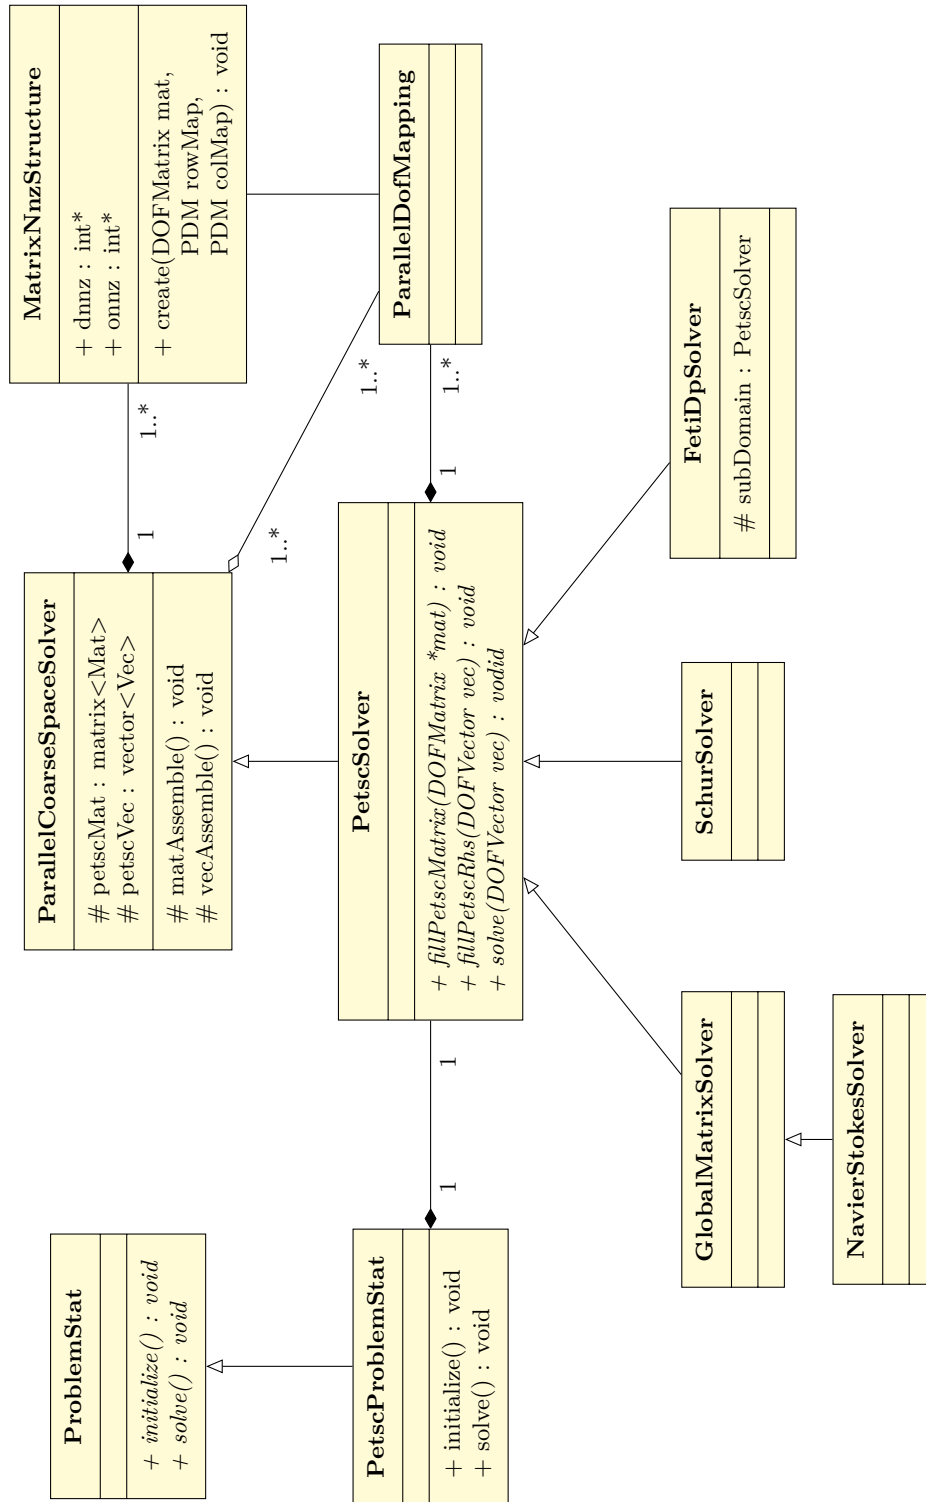 ProblemStat
+ initialize() : void
+ solve() : void
PetscProblemStat
+ initialize() : void
+ solve() : void
1
1
ParallelCoarseSpaceSolver
# petscMat : matrix<Mat>
# petscVec : vector<Vec>
# matAssemble() : void
# vecAssemble() : void
1
1..*
1..*
1..*
MatrixNnzStructure
+ dnnz : int*
+ onnz : int*
+ create(DOFMatrix mat,
PDM rowMap,
PDM colMap) : void
PetscSolver
+ fillPetscMatrix(DOFMatrix *mat) : void
+ fillPetscRhs(DOFVector vec) : void
+ solve(DOFVector vec) : vodid
1
1..*
ParallelDofMapping
GlobalMatrixSolver
SchurSolver
FetiDpSolver
# subDomain : PetscSolver
NavierStokesSolver